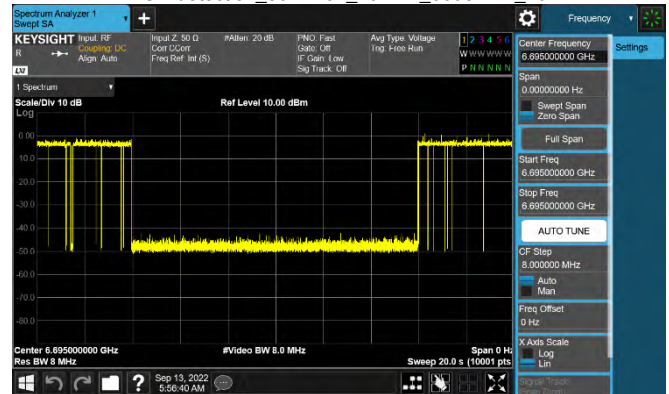 Spectrum Analyzer 1
Swept SA
+
Frequency
KEYSIGHT
R
LXI
Input: RF
Coupling: DC
Align: Auto
Input Z: 50 Ω
Corr CCorr
Freq Ref: Int (S)
#Atten: 20 dB
PNO: Fast
Gate: Off
IF Gain: Low
Sig Track: Off
Avg Type: Voltage
Trig: Free Run
1 2 3 4 5 6
W W W W W W
P N N N N N
Center Frequency
6.695000000 GHz
Settings
Span
0.00000000 Hz
Swept Span
Zero Span
Full Span
Start Freq
6.695000000 GHz
Stop Freq
6.695000000 GHz
AUTO TUNE
CF Step
8.000000 MHz
Auto
Man
Freq Offset
0 Hz
X Axis Scale
Log
Lin
Signal Track
1 Spectrum
Scale/Div 10 dB
Ref Level 10.00 dBm
Log
0.00
-10.0
-20.0
-30.0
-40.0
-50.0
-60.0
-70.0
-80.0
Center 6.695000000 GHz
#Video BW 8.0 MHz
Span 0 Hz
Res BW 8 MHz
Sweep 20.0 s (10001 pts
?
Sep 13, 2022
5:56:40 AM